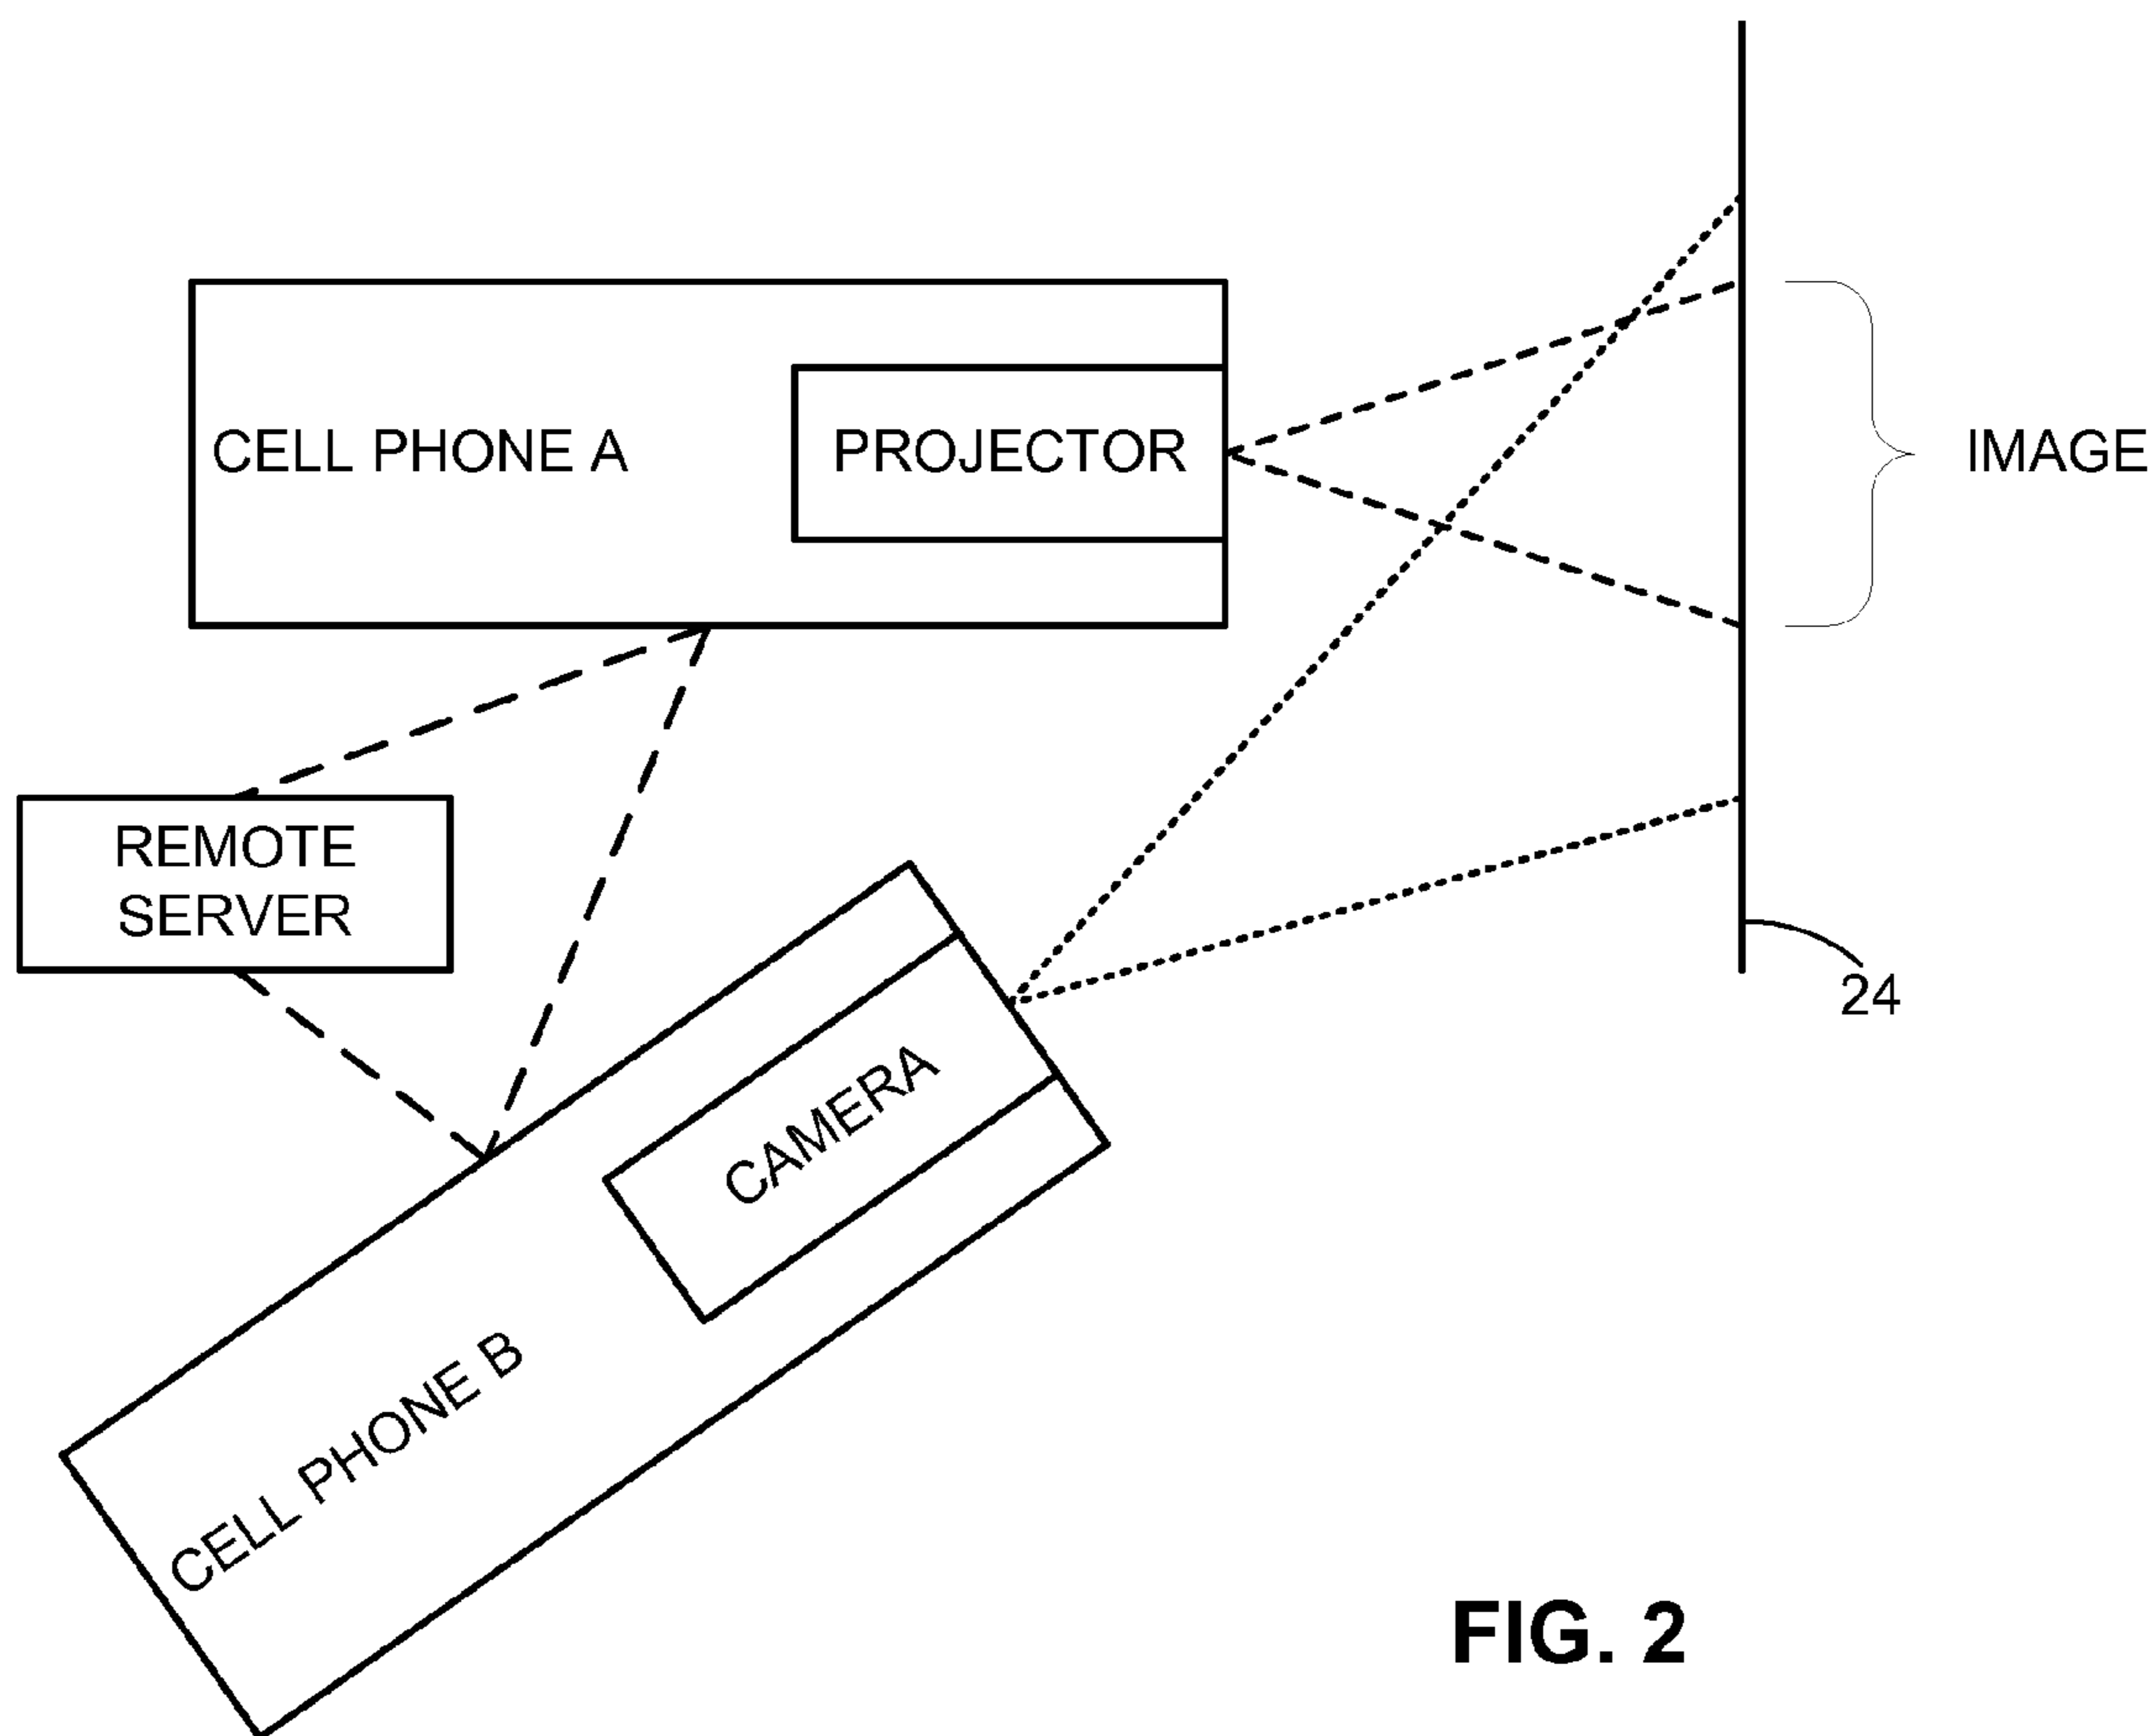 CELL PHONE A
PROJECTOR
IMAGE
REMOTE
SERVER
24
CAMERA
CELL PHONE B
FIG. 2